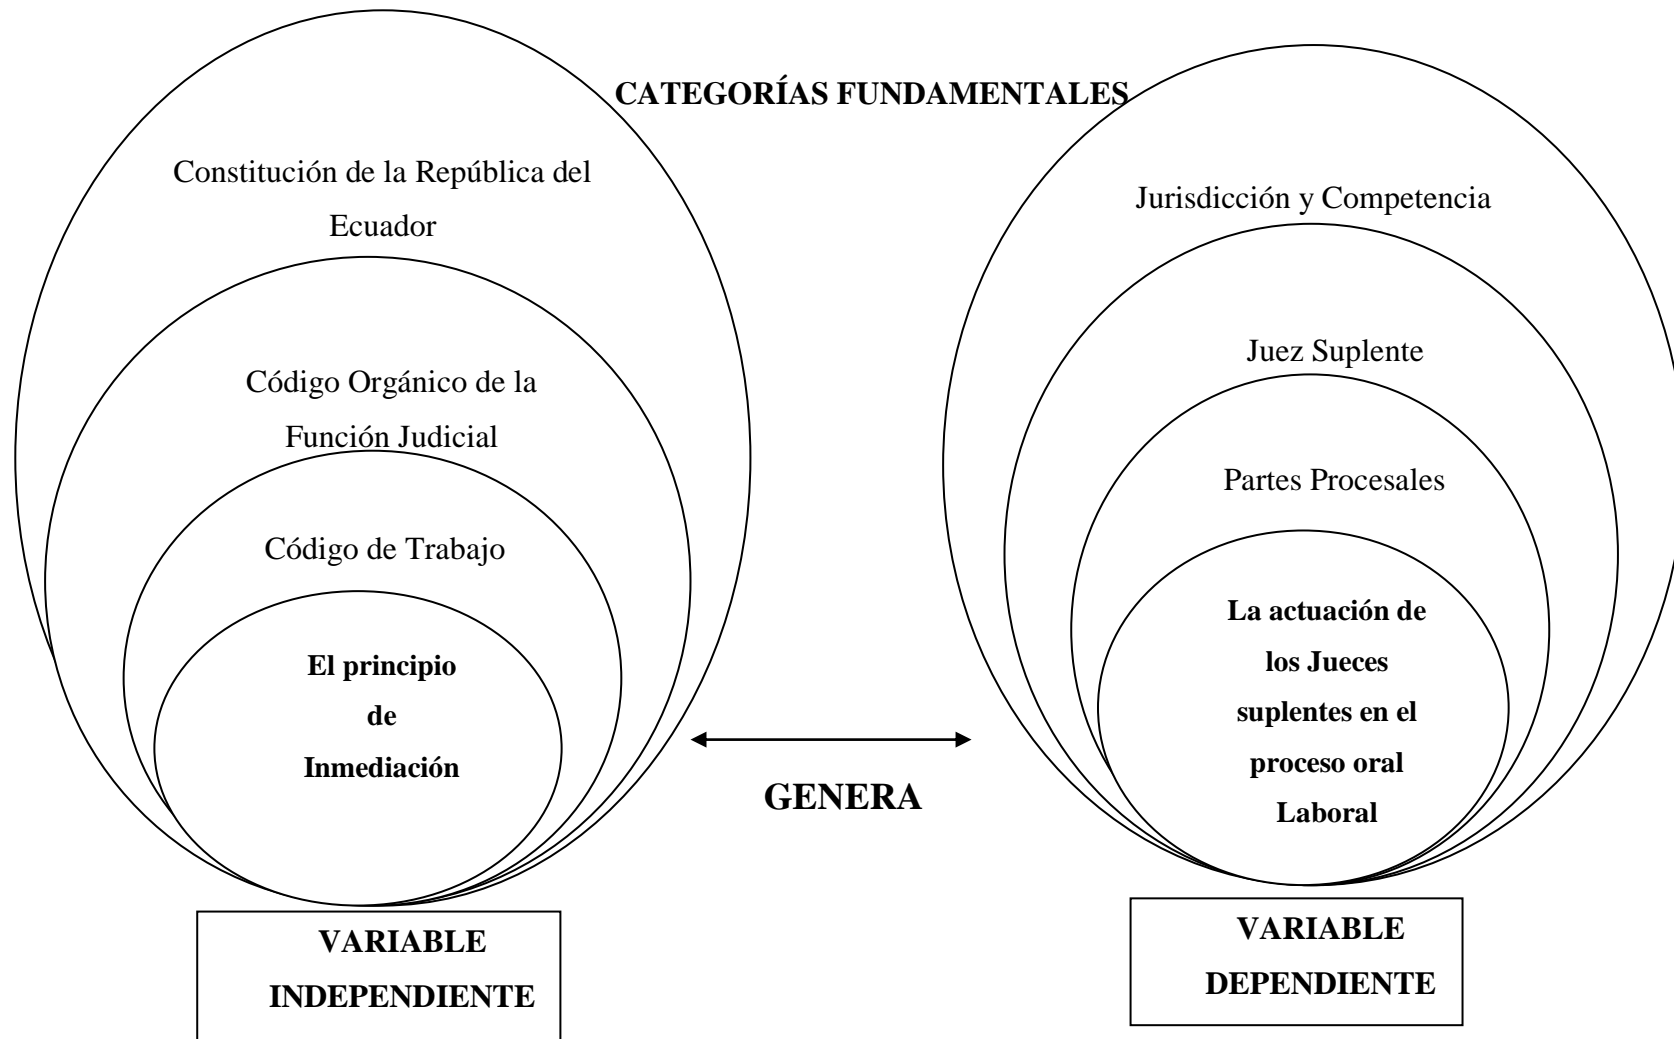 CATEGORÍAS FUNDAMENTALES
Constitución de la República del
Ecuador
Código Orgánico de la
Función Judicial
Código de Trabajo
El principio
de
Inmediación
VARIABLE
INDEPENDIENTE
GENERA
Jurisdicción y Competencia
Juez Suplente
Partes Procesales
La actuación de
los Jueces
suplentes en el
proceso oral
Laboral
VARIABLE
DEPENDIENTE